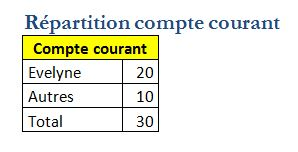 Répartition compte courant
Compte courant
Evelyne 20
Autres 10
Total 30